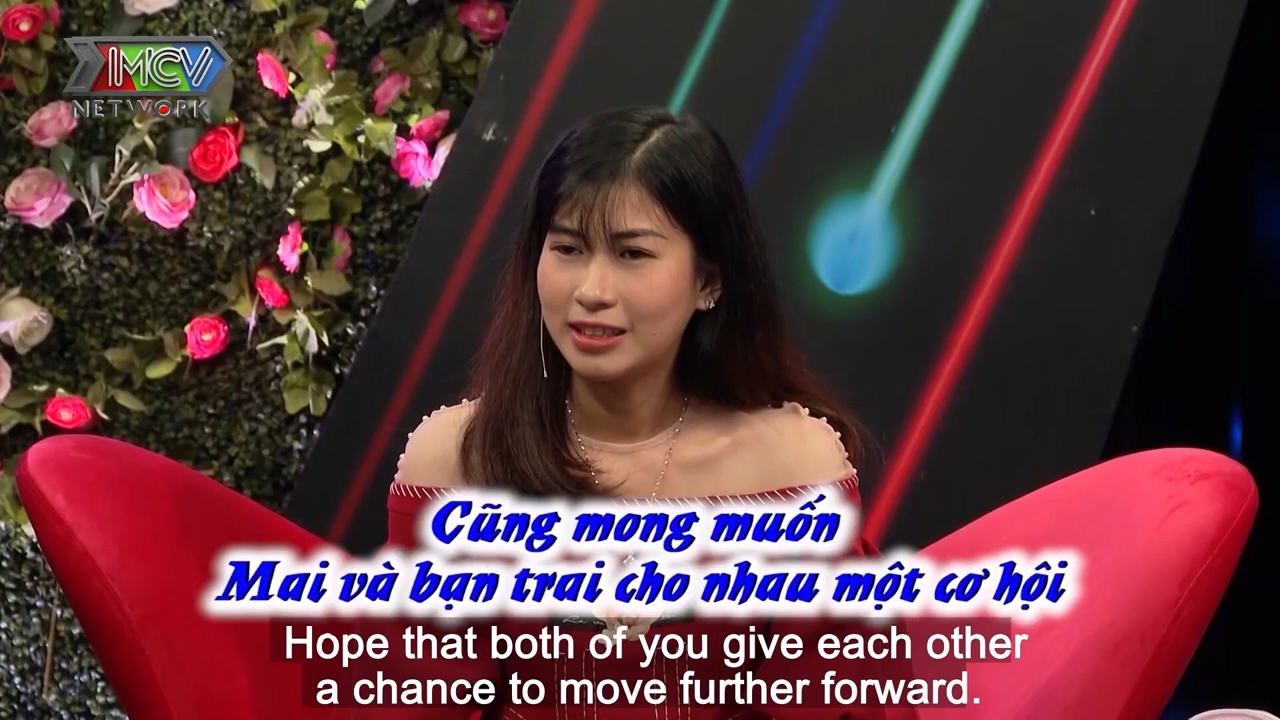 MCV
NETWORK
Cũng mong muốn
Mai và bạn trai cho nhau một cơ hội
Hope that both of you give each other
a chance to move further forward.